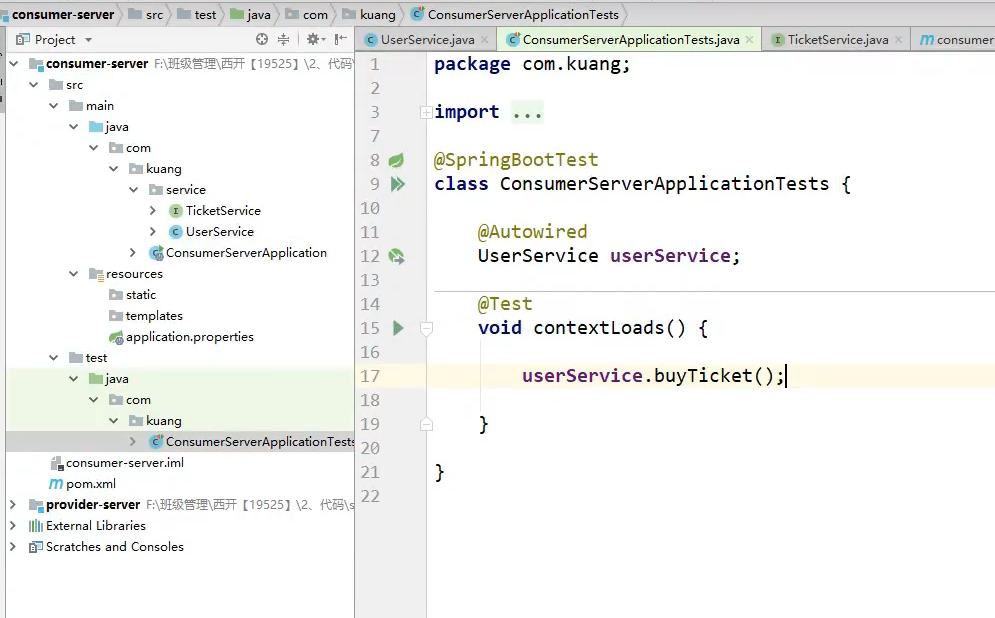 consumer-server src test java com kuang ConsumerServerApplicationTests
Project
UserService.java ConsumerServerApplicationTests.java TicketService.java consumer
consumer-server F:\班级管理\西开【19525】\2、代码\
src
main
java
com
kuang
service
TicketService
UserService
ConsumerServerApplication
resources
static
templates
application.properties
test
java
com
kuang
ConsumerServerApplicationTests
consumer-server.iml
pom.xml
provider-server F:\班级管理\西开【19525】\2、代码\s
External Libraries
Scratches and Consoles
1 package com.kuang;
2
3 import ...
7
8 @SpringBootTest
9 class ConsumerServerApplicationTests {
10
11 @Autowired
12 UserService userService;
13
14 @Test
15 void contextLoads() {
16
17 userService.buyTicket();
18
19 }
20
21 }
22